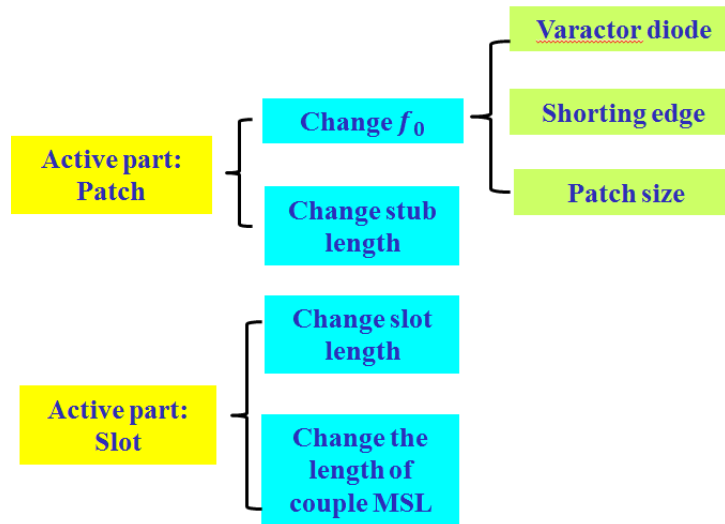 Varactor diode
Change f₀
Shorting edge
Active part:
Patch
Patch size
Change stub
length
Change slot
length
Active part:
Slot
Change the
length of
couple MSL